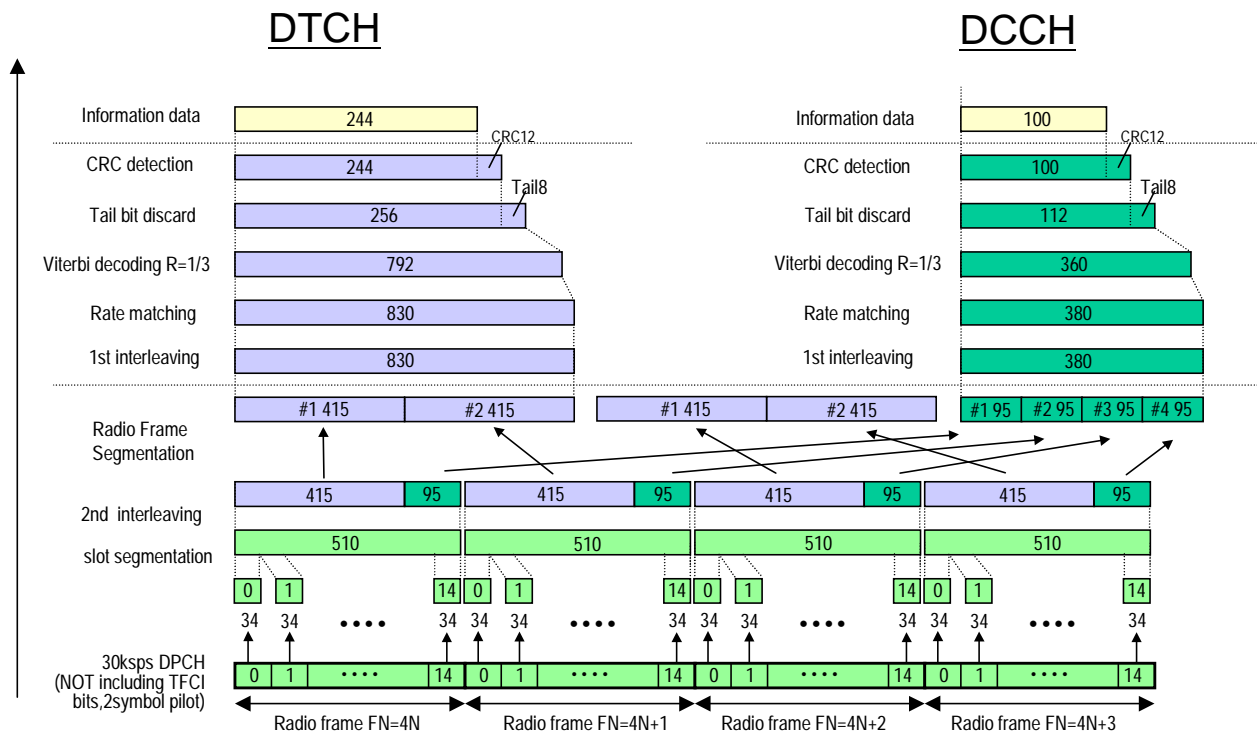 DTCH
DCCH
Information data
244
Information data
100
CRC12
CRC12
CRC detection
244
CRC detection
100
Tail8
Tail8
Tail bit discard
256
Tail bit discard
112
Viterbi decoding R=1/3
792
Viterbi decoding R=1/3
360
Rate matching
830
Rate matching
380
1st interleaving
830
1st interleaving
380
#1 415 #2 415 #1 415 #2 415 #1 95 #2 95 #3 95 #4 95
Radio Frame
Segmentation
415 95 415 95 415 95 415 95
2nd interleaving
510 510 510 510
slot segmentation
0 1 14 0 1 14 0 1 14 0 1 14
34 34 •••• 34 34 34 •••• 34 34 34 •••• 34 34 34 •••• 34
30ksps DPCH
(NOT including TFCI
bits,2symbol pilot)
0 1 •••• 14 0 1 •••• 14 0 1 •••• 14 0 1 •••• 14
Radio frame FN=4N
Radio frame FN=4N+1
Radio frame FN=4N+2
Radio frame FN=4N+3